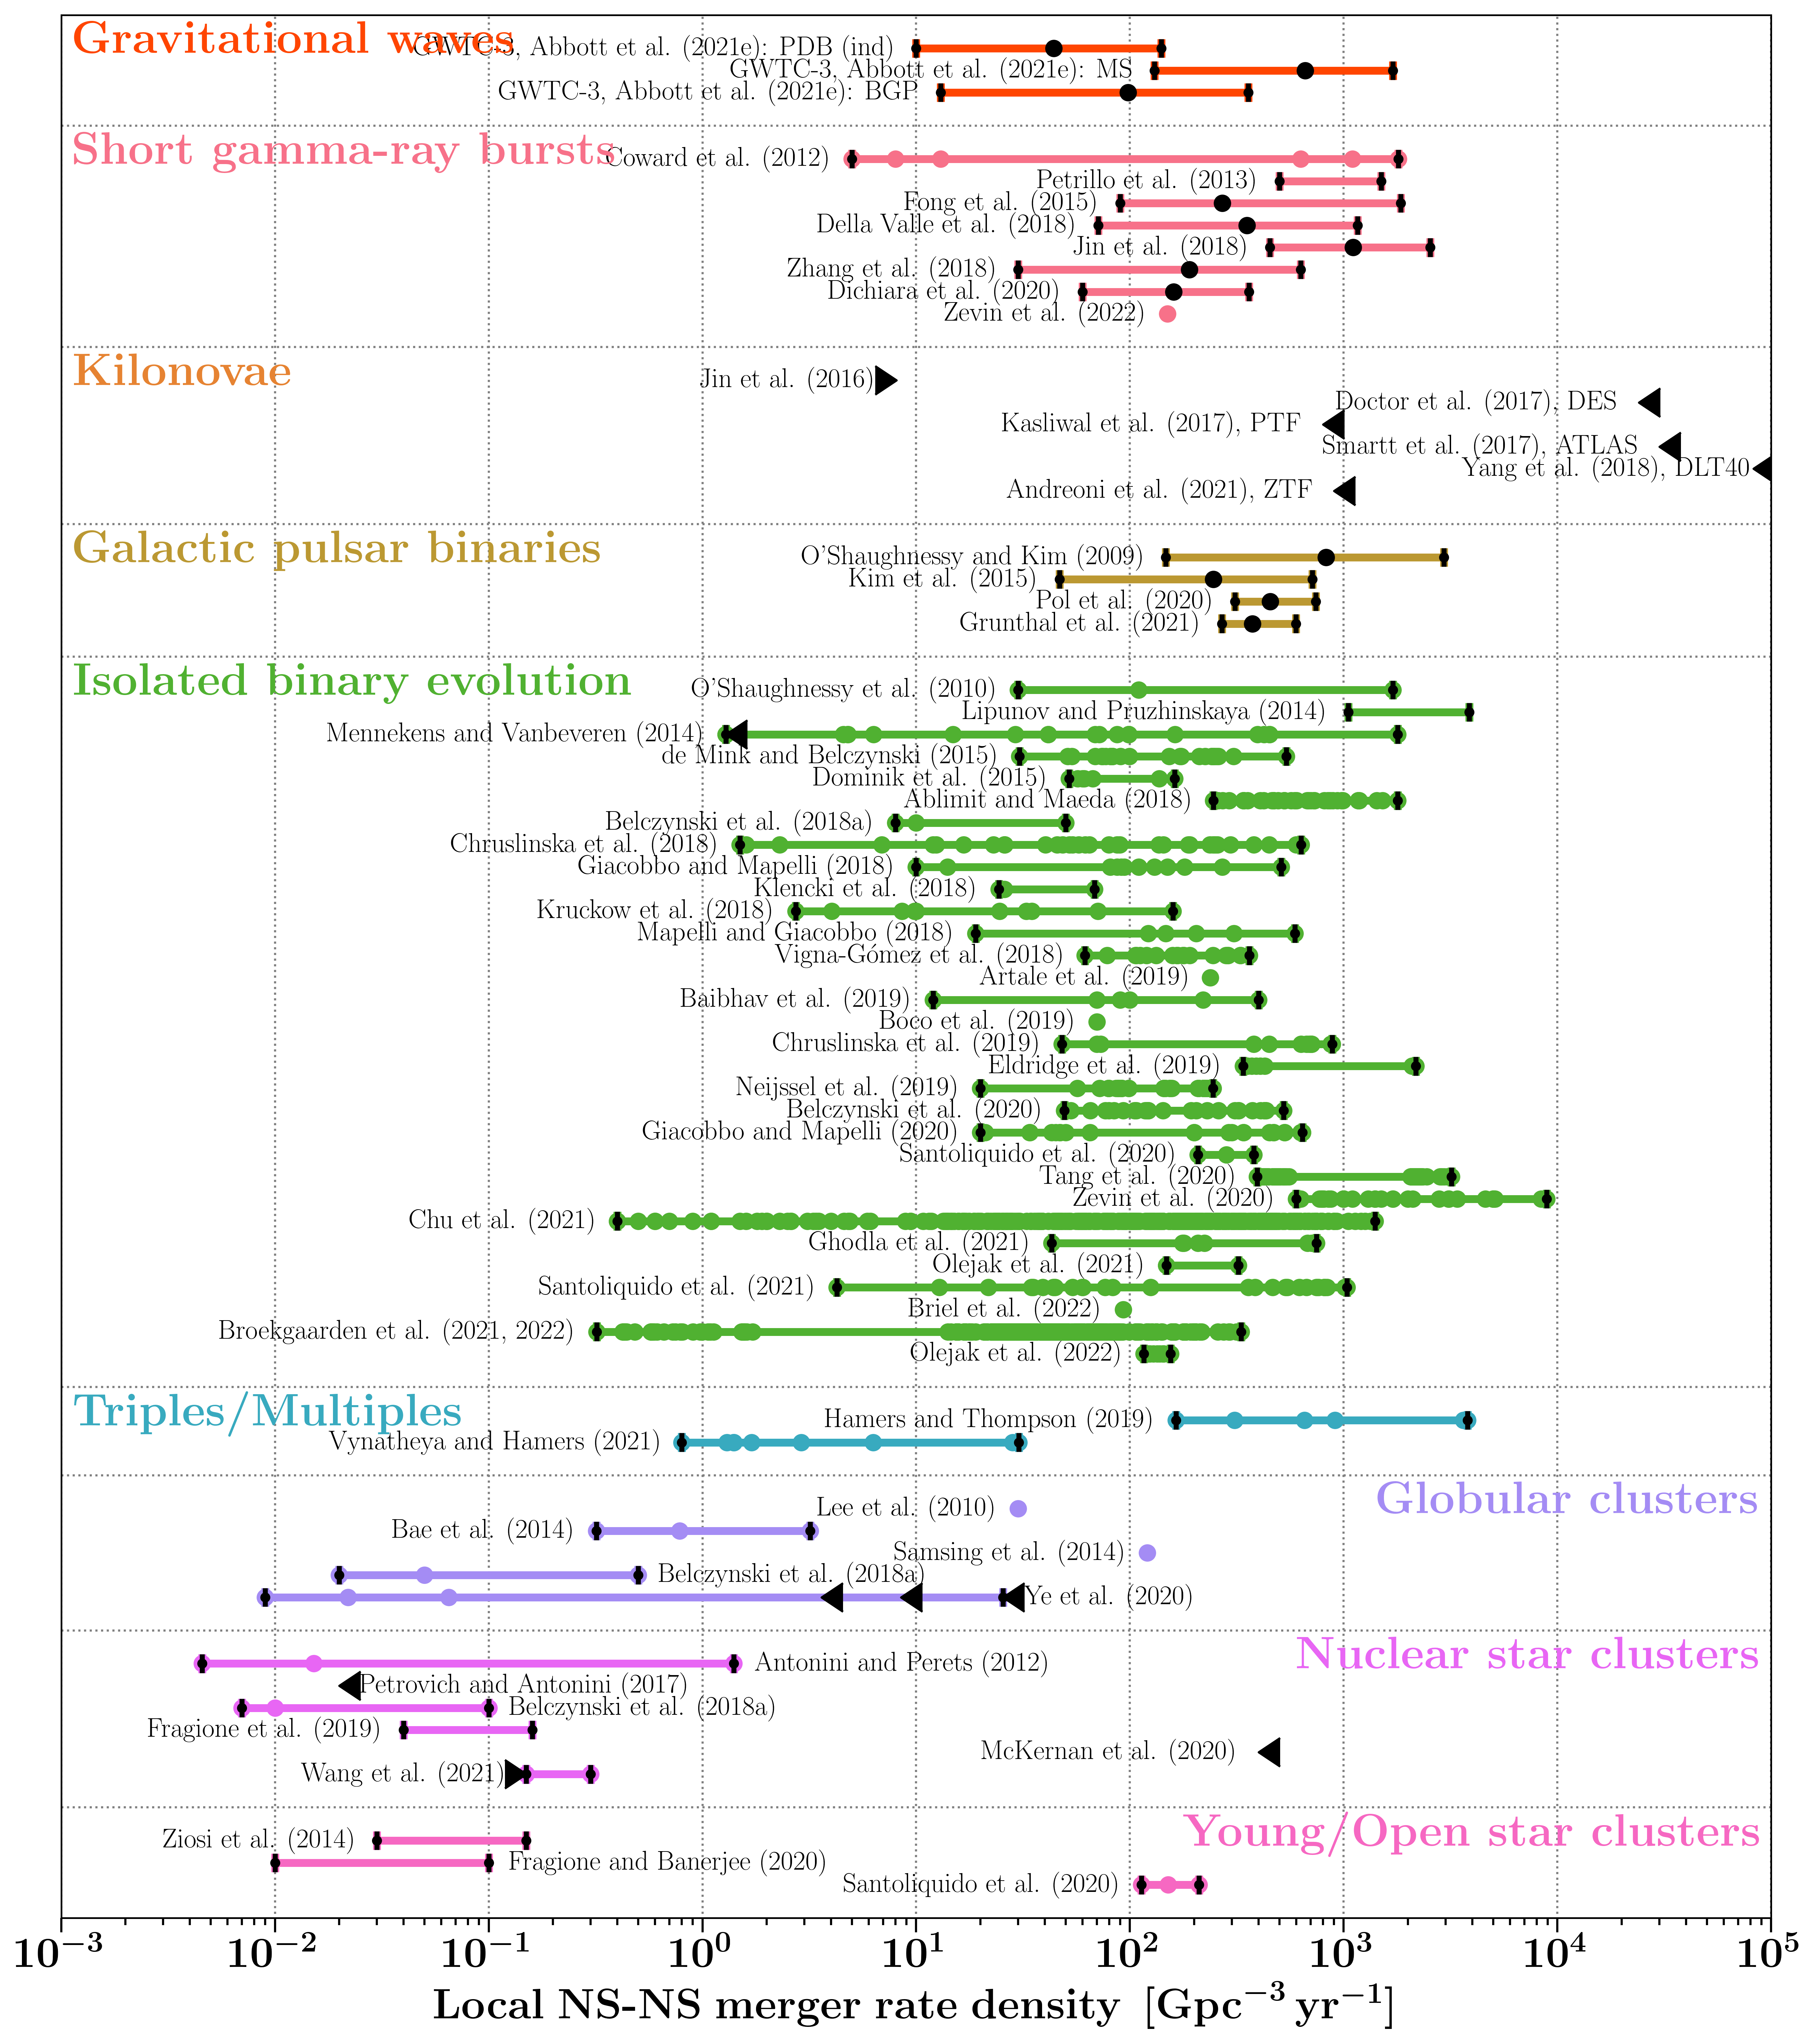 Gravitational waves
GWTC-3, Abbott et al. (2021e): PDB (ind)
GWTC-3, Abbott et al. (2021e): MS
GWTC-3, Abbott et al. (2021e): BGP
Short gamma-ray bursts
Coward et al. (2012)
Petrillo et al. (2013)
Fong et al. (2015)
Della Valle et al. (2018)
Jin et al. (2018)
Zhang et al. (2018)
Dichiara et al. (2020)
Zevin et al. (2022)
Kilonovae
Jin et al. (2016)
Doctor et al. (2017), DES
Kasliwal et al. (2017), PTF
Smartt et al. (2017), ATLAS
Yang et al. (2018), DLT40
Andreoni et al. (2021), ZTF
Galactic pulsar binaries
O'Shaughnessy and Kim (2009)
Kim et al. (2015)
Pol et al. (2020)
Grunthal et al. (2021)
Isolated binary evolution
O'Shaughnessy et al. (2010)
Lipunov and Pruzhinskaya (2014)
Mennekens and Vanbeveren (2014)
de Mink and Belczynski (2015)
Dominik et al. (2015)
Ablimit and Maeda (2018)
Belczynski et al. (2018a)
Chruslinska et al. (2018)
Giacobbo and Mapelli (2018)
Klencki et al. (2018)
Kruckow et al. (2018)
Mapelli and Giacobbo (2018)
Vigna-Gómez et al. (2018)
Artale et al. (2019)
Baibhav et al. (2019)
Boco et al. (2019)
Chruslinska et al. (2019)
Eldridge et al. (2019)
Neijssel et al. (2019)
Belczynski et al. (2020)
Giacobbo and Mapelli (2020)
Santoliquido et al. (2020)
Tang et al. (2020)
Zevin et al. (2020)
Chu et al. (2021)
Ghodla et al. (2021)
Olejak et al. (2021)
Santoliquido et al. (2021)
Briel et al. (2022)
Broekgaarden et al. (2021, 2022)
Olejak et al. (2022)
Triples/Multiples
Hamers and Thompson (2019)
Vynatheya and Hamers (2021)
Globular clusters
Lee et al. (2010)
Bae et al. (2014)
Samsing et al. (2014)
Belczynski et al. (2018a)
Ye et al. (2020)
Nuclear star clusters
Antonini and Perets (2012)
Petrovich and Antonini (2017)
Belczynski et al. (2018a)
Fragione et al. (2019)
McKernan et al. (2020)
Wang et al. (2021)
Young/Open star clusters
Ziosi et al. (2014)
Fragione and Banerjee (2020)
Santoliquido et al. (2020)
10⁻³ 10⁻² 10⁻¹ 10⁰ 10¹ 10² 10³ 10⁴ 10⁵
Local NS-NS merger rate density [Gpc⁻³ yr⁻¹]